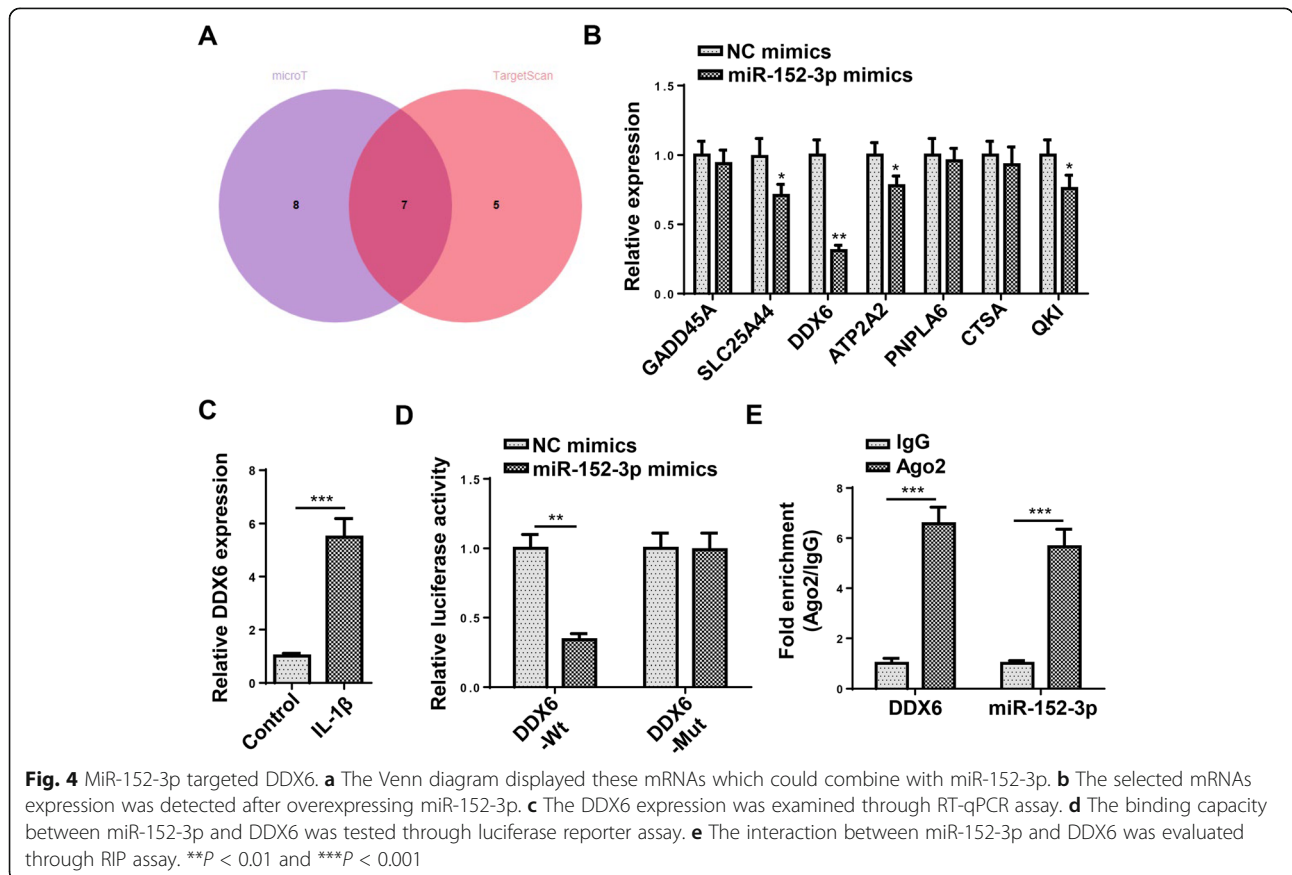 A
microT
TargetScan
8
7
5
B
NC mimics
miR-152-3p mimics
Relative expression
1.5
1.0
0.5
0.0
*
**
*
*
GADD45A
SLC25A44
DDX6
ATP2A2
PNPLA6
CTSA
QKI
C
Relative DDX6 expression
8
6
4
2
0
***
Control
IL-1β
D
NC mimics
miR-152-3p mimics
Relative luciferase activity
1.5
1.0
0.5
0.0
**
DDX6
-Wt
DDX6
-Mut
E
IgG
Ago2
Fold enrichment
(Ago2/IgG)
8
6
4
2
0
***
***
DDX6
miR-152-3p
Fig. 4 MiR-152-3p targeted DDX6. a The Venn diagram displayed these mRNAs which could combine with miR-152-3p. b The selected mRNAs
expression was detected after overexpressing miR-152-3p. c The DDX6 expression was examined through RT-qPCR assay. d The binding capacity
between miR-152-3p and DDX6 was tested through luciferase reporter assay. e The interaction between miR-152-3p and DDX6 was evaluated
through RIP assay. **P < 0.01 and ***P < 0.001